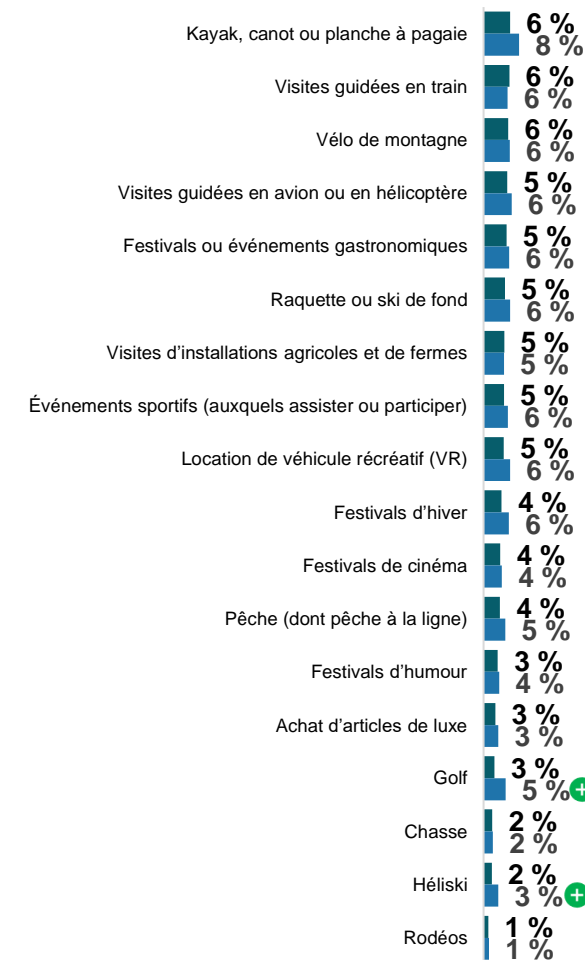 Kayak, canot ou planche à pagaie 6 %
8 %
Visites guidées en train 6 %
6 %
Vélo de montagne 6 %
6 %
Visites guidées en avion ou en hélicoptère 5 %
6 %
Festivals ou événements gastronomiques 5 %
6 %
Raquette ou ski de fond 5 %
6 %
Visites d’installations agricoles et de fermes 5 %
5 %
Événements sportifs (auxquels assister ou participer) 5 %
6 %
Location de véhicule récréatif (VR) 5 %
6 %
Festivals d’hiver 4 %
6 %
Festivals de cinéma 4 %
4 %
Pêche (dont pêche à la ligne) 4 %
5 %
Festivals d’humour 3 %
4 %
Achat d’articles de luxe 3 %
3 %
Golf 3 %
5 % +
Chasse 2 %
2 %
Héliski 2 %
3 % +
Rodéos 1 %
1 %